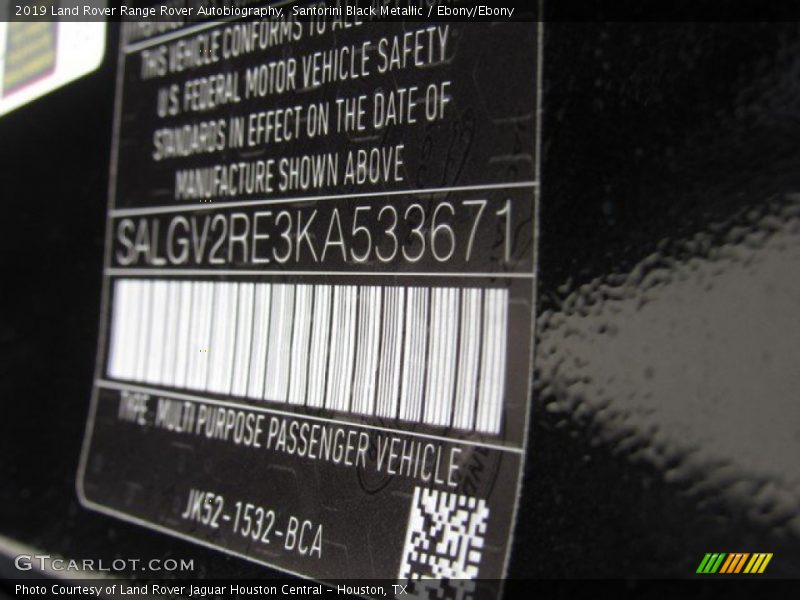 2019 Land Rover Range Rover Autobiography, Santorini Black Metallic / Ebony/Ebony
THIS VEHICLE CONFORMS TO ALL
U.S. FEDERAL MOTOR VEHICLE SAFETY
STANDARDS IN EFFECT ON THE DATE OF
MANUFACTURE SHOWN ABOVE
SALGV2RE3KA533671
TYPE: MULTI PURPOSE PASSENGER VEHICLE
JK52-1532-BCA
GTCARLOT.COM
Photo Courtesy of Land Rover Jaguar Houston Central - Houston, TX